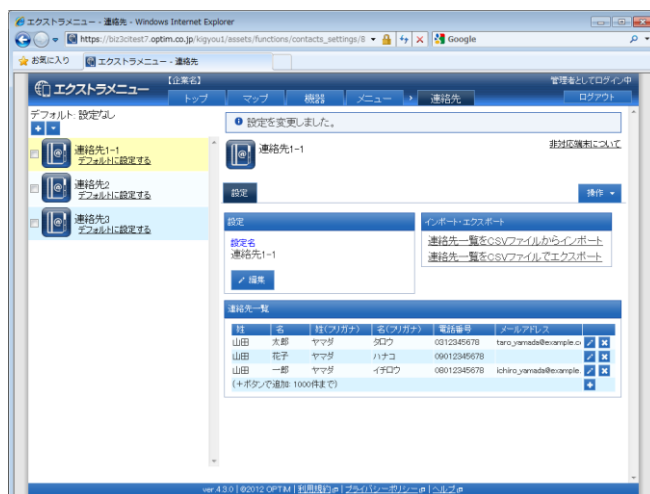 エクストラメニュー - 連絡先 - Windows Internet Explorer
https://biz3citest7.optim.co.jp/kigyou1/assets/functions/contacts_settings/8
Google
お気に入り
エクストラメニュー - 連絡先
エクストラメニュー
【企業名】
管理者としてログイン中
トップ
マップ
機器
メニュー
連絡先
ログアウト
デフォルト: 設定なし
連絡先1-1
デフォルトに設定する
連絡先2
デフォルトに設定する
連絡先3
デフォルトに設定する
設定を変更しました。
連絡先1-1
非対応端末について
設定
操作
設定
設定名
連絡先1-1
編集
インポート・エクスポート
連絡先一覧をCSVファイルからインポート
連絡先一覧をCSVファイルでエクスポート
連絡先一覧
姓 名 姓(フリガナ) 名(フリガナ) 電話番号 メールアドレス
山田 太郎 ヤマダ タロウ 0312345678 taro_yamada@example.c
山田 花子 ヤマダ ハナコ 09012345678
山田 一郎 ヤマダ イチロウ 08012345678 ichiro_yamada@example.
(+ボタンで追加: 1000件まで)
ver.4.3.0 | ©2012 OPTiM | 利用規約 | プライバシーポリシー | ヘルプ